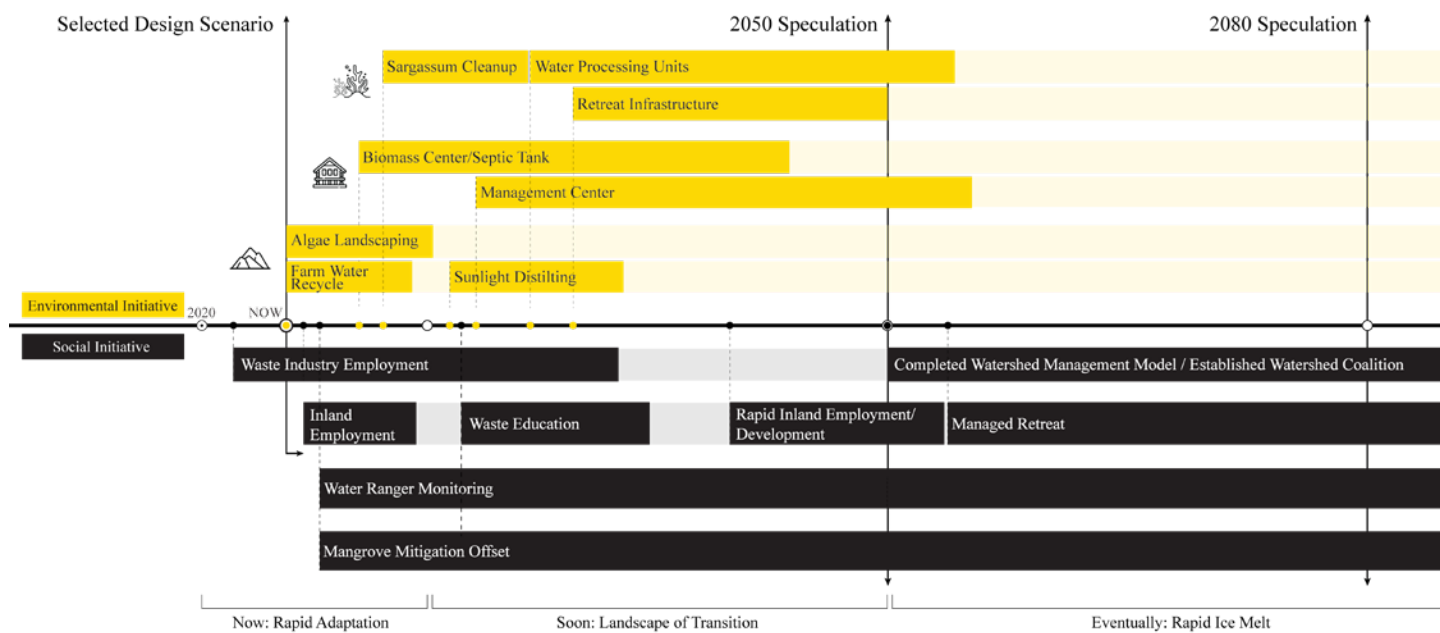 Selected Design Scenario
2050 Speculation
2080 Speculation
Sargassum Cleanup
Water Processing Units
Retreat Infrastructure
Biomass Center/Septic Tank
Management Center
Algae Landscaping
Farm Water
Recycle
Sunlight Distilting
Environmental Initiative
2020
NOW
Social Initiative
Waste Industry Employment
Completed Watershed Management Model / Established Watershed Coalition
Inland
Employment
Waste Education
Rapid Inland Employment/
Development
Managed Retreat
Water Ranger Monitoring
Mangrove Mitigation Offset
Now: Rapid Adaptation
Soon: Landscape of Transition
Eventually: Rapid Ice Melt